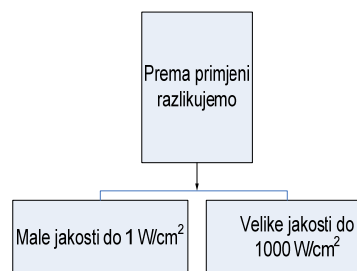 Prema primjeni
razlikujemo
Male jakosti do 1 W/cm²
Velike jakosti do
1000 W/cm²